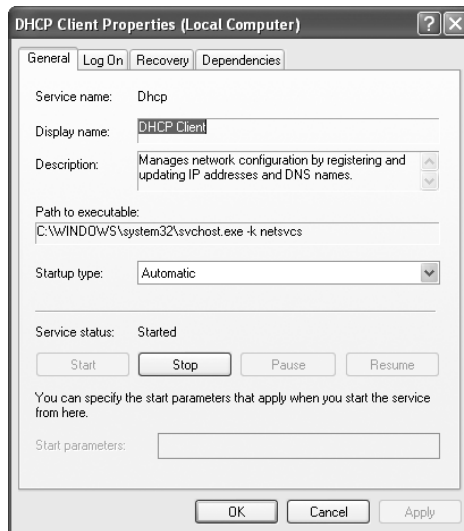 DHCP Client Properties (Local Computer)
General Log On Recovery Dependencies
Service name: Dhcp
Display name: DHCP Client
Description: Manages network configuration by registering and
updating IP addresses and DNS names.
Path to executable:
C:\WINDOWS\system32\svchost.exe -k netsvcs
Startup type: Automatic
Service status: Started
Start Stop Pause Resume
You can specify the start parameters that apply when you start the service
from here.
Start parameters:
OK Cancel Apply